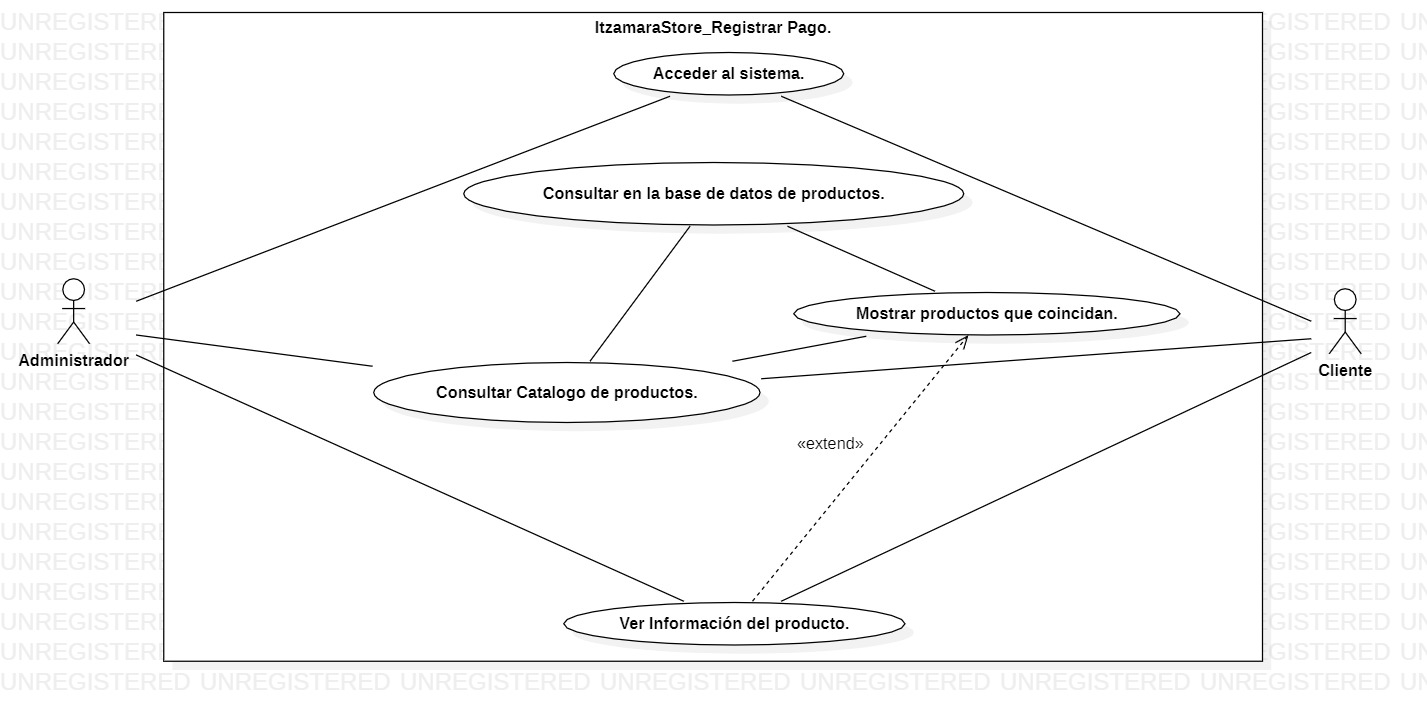 ItzamaraStore_Registrar Pago.
Acceder al sistema.
Consultar en la base de datos de productos.
Mostrar productos que coincidan.
Administrador
Cliente
Consultar Catalogo de productos.
«extend»
Ver Información del producto.
UNREGISTERED UNREGISTERED UNREGISTERED UNREGISTERED UNREGISTERED UNREGISTERED UNREGISTERED